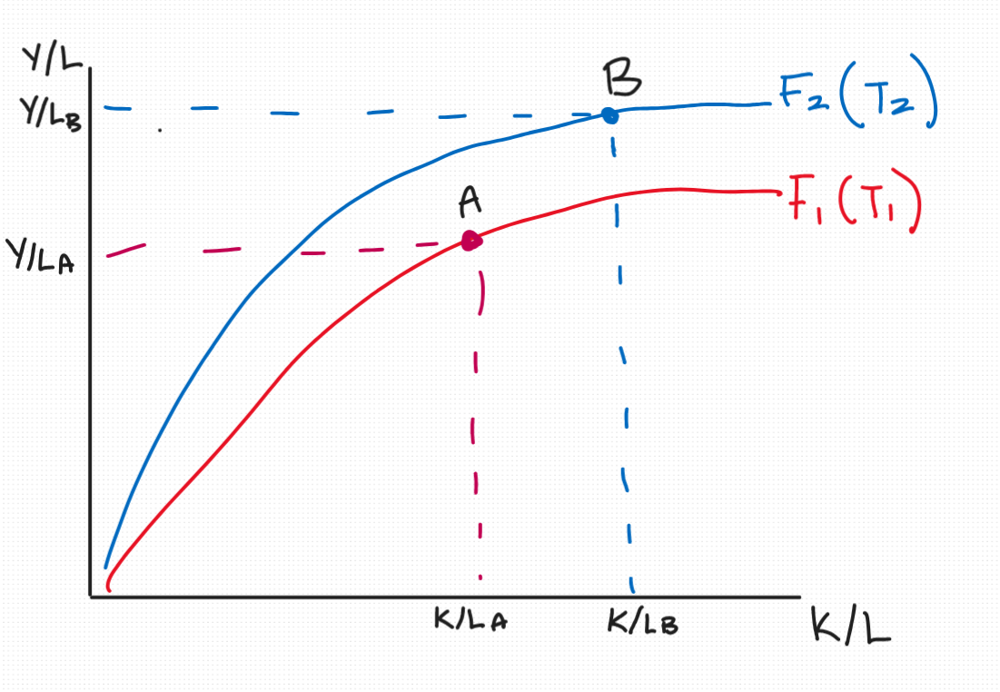 Y/L
Y/LB
B
F2 (T2)
A
F1 (T1)
Y/LA
K/LA
K/LB
K/L